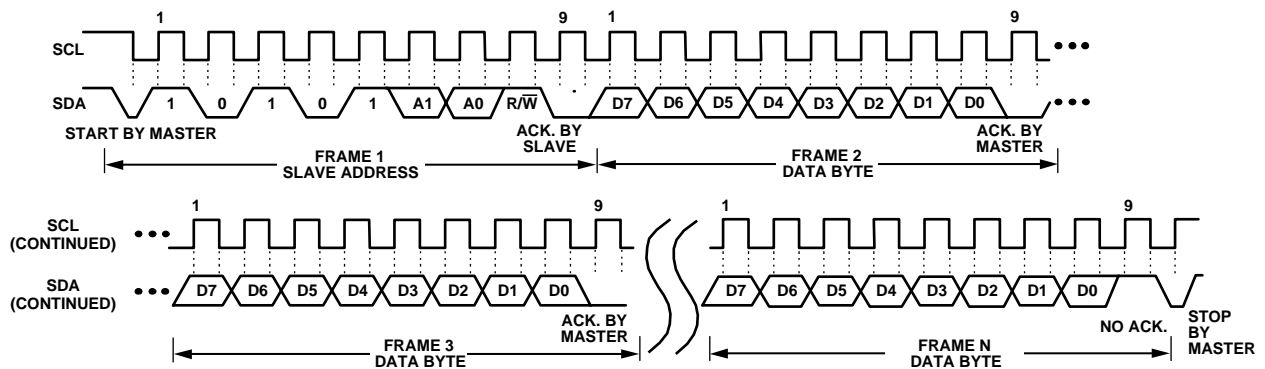 1 9 1 9
SCL
SDA 1 0 1 0 1 A1 A0 R/W̅ D7 D6 D5 D4 D3 D2 D1 D0
START BY MASTER
ACK. BY
SLAVE
ACK. BY
MASTER
FRAME 1
SLAVE ADDRESS
FRAME 2
DATA BYTE
1 9 1 9
SCL
(CONTINUED)
SDA
(CONTINUED)
D7 D6 D5 D4 D3 D2 D1 D0 D7 D6 D5 D4 D3 D2 D1 D0
ACK. BY
MASTER
NO ACK.
STOP
BY
MASTER
FRAME 3
DATA BYTE
FRAME N
DATA BYTE